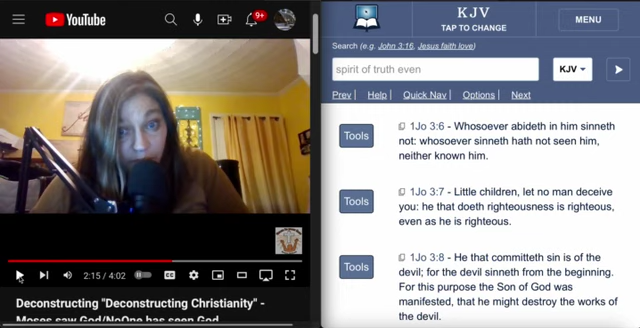 YouTube
9+
2:15 / 4:02
CC
Deconstructing "Deconstructing Christianity" -
Moses saw God/NoOne has seen God
KJV
TAP TO CHANGE
MENU
Search (e.g. John 3:16, Jesus faith love)
spirit of truth even
KJV
Prev | Help | Quick Nav | Options | Next
Tools
1Jo 3:6 - Whosoever abideth in him sinneth
not: whosoever sinneth hath not seen him,
neither known him.
Tools
1Jo 3:7 - Little children, let no man deceive
you: he that doeth righteousness is righteous,
even as he is righteous.
Tools
1Jo 3:8 - He that committeth sin is of the
devil; for the devil sinneth from the beginning.
For this purpose the Son of God was
manifested, that he might destroy the works of
the devil.